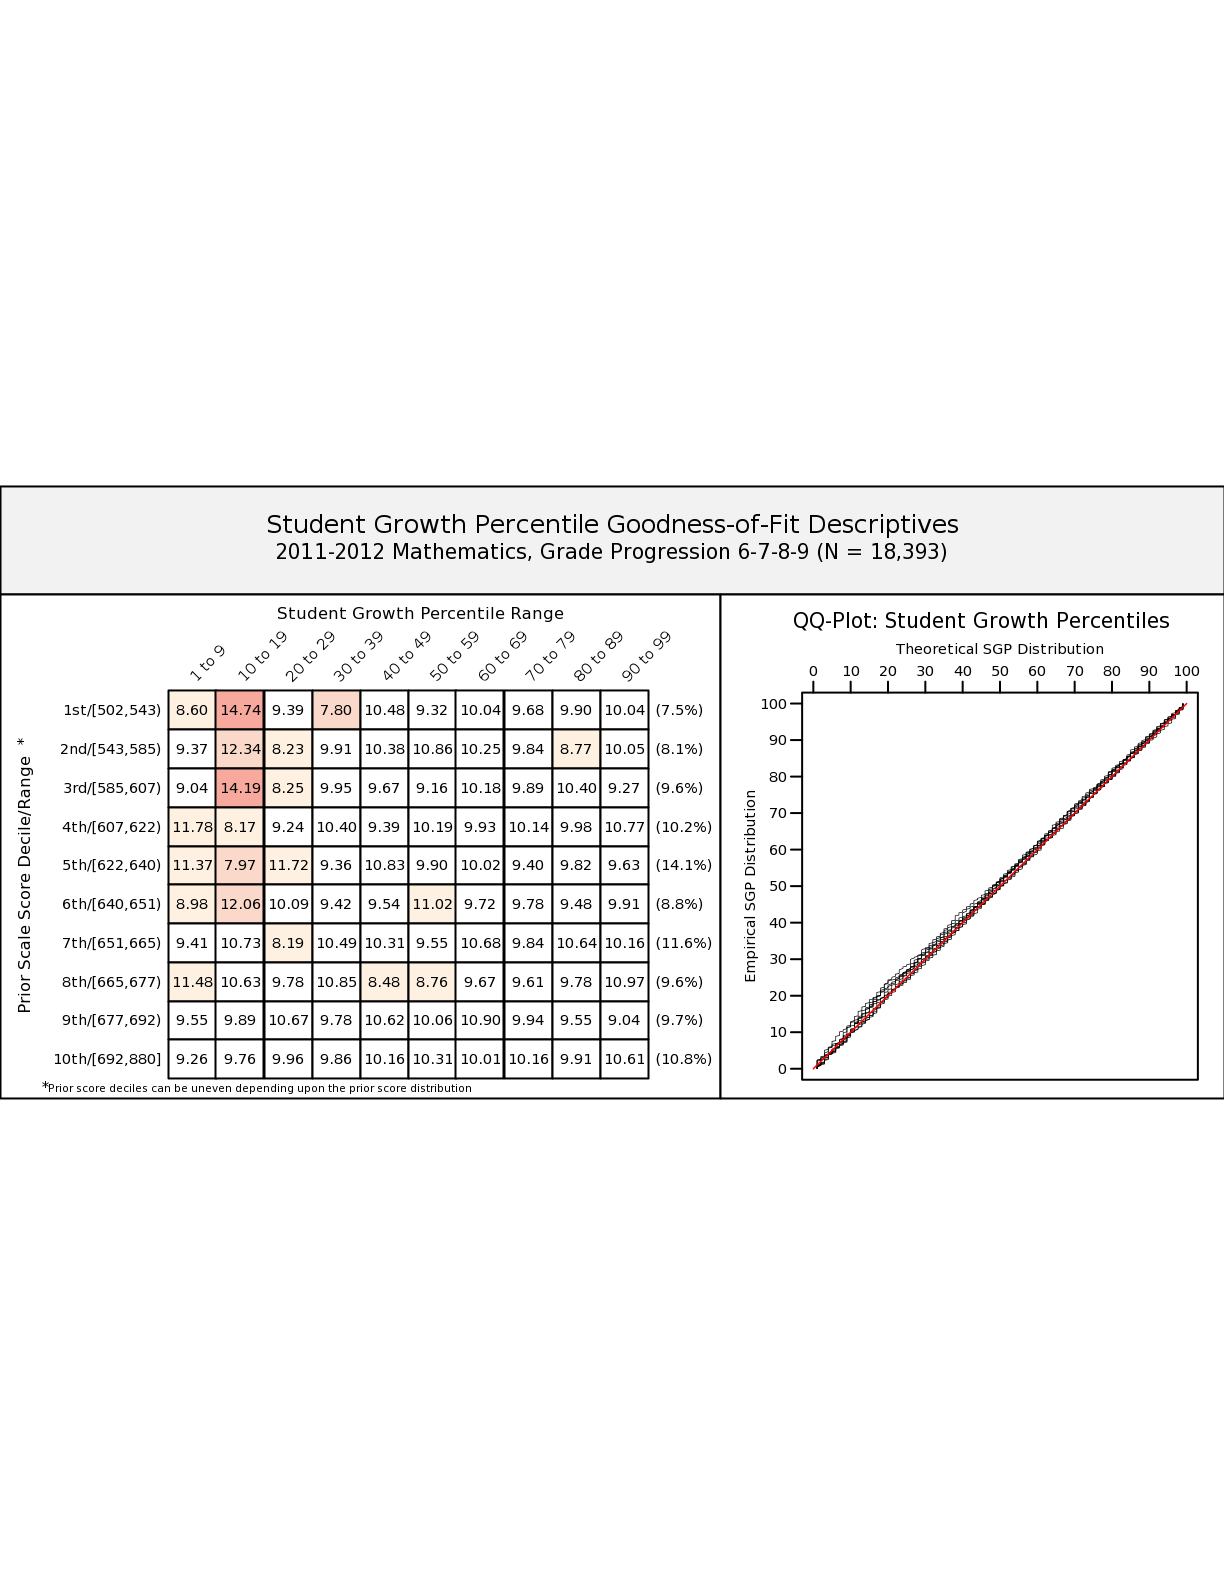 Student Growth Percentile Goodness-of-Fit Descriptives
2011-2012 Mathematics, Grade Progression 6-7-8-9 (N = 18,393)
Student Growth Percentile Range
1 to 9 10 to 19 20 to 29 30 to 39 40 to 49 50 to 59 60 to 69 70 to 79 80 to 89 90 to 99
Prior Scale Score Decile/Range *
1st/[502,543) 8.60 14.74 9.39 7.80 10.48 9.32 10.04 9.68 9.90 10.04 (7.5%)
2nd/[543,585) 9.37 12.34 8.23 9.91 10.38 10.86 10.25 9.84 8.77 10.05 (8.1%)
3rd/[585,607) 9.04 14.19 8.25 9.95 9.67 9.16 10.18 9.89 10.40 9.27 (9.6%)
4th/[607,622) 11.78 8.17 9.24 10.40 9.39 10.19 9.93 10.14 9.98 10.77 (10.2%)
5th/[622,640) 11.37 7.97 11.72 9.36 10.83 9.90 10.02 9.40 9.82 9.63 (14.1%)
6th/[640,651) 8.98 12.06 10.09 9.42 9.54 11.02 9.72 9.78 9.48 9.91 (8.8%)
7th/[651,665) 9.41 10.73 8.19 10.49 10.31 9.55 10.68 9.84 10.64 10.16 (11.6%)
8th/[665,677) 11.48 10.63 9.78 10.85 8.48 8.76 9.67 9.61 9.78 10.97 (9.6%)
9th/[677,692) 9.55 9.89 10.67 9.78 10.62 10.06 10.90 9.94 9.55 9.04 (9.7%)
10th/[692,880] 9.26 9.76 9.96 9.86 10.16 10.31 10.01 10.16 9.91 10.61 (10.8%)
*Prior score deciles can be uneven depending upon the prior score distribution
QQ-Plot: Student Growth Percentiles
Theoretical SGP Distribution
0 10 20 30 40 50 60 70 80 90 100
Empirical SGP Distribution
100
90
80
70
60
50
40
30
20
10
0